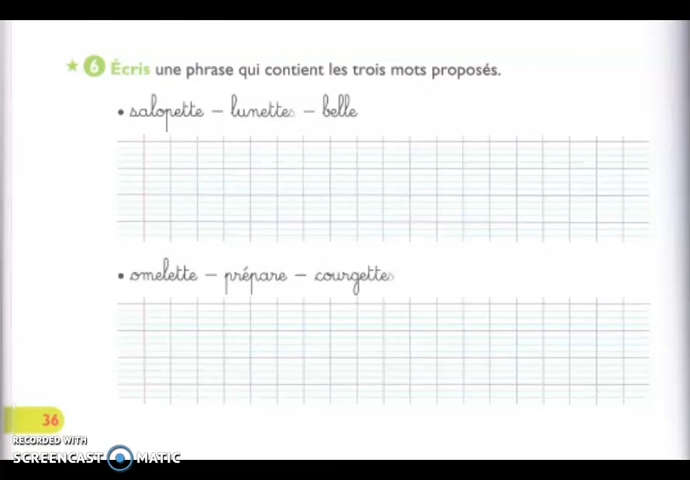 ★ 6 Écris une phrase qui contient les trois mots proposés.
• salopette – lunettes – belle
• omelette – prépare – courgettes
36
RECORDED WITH
SCREENCAST MATIC